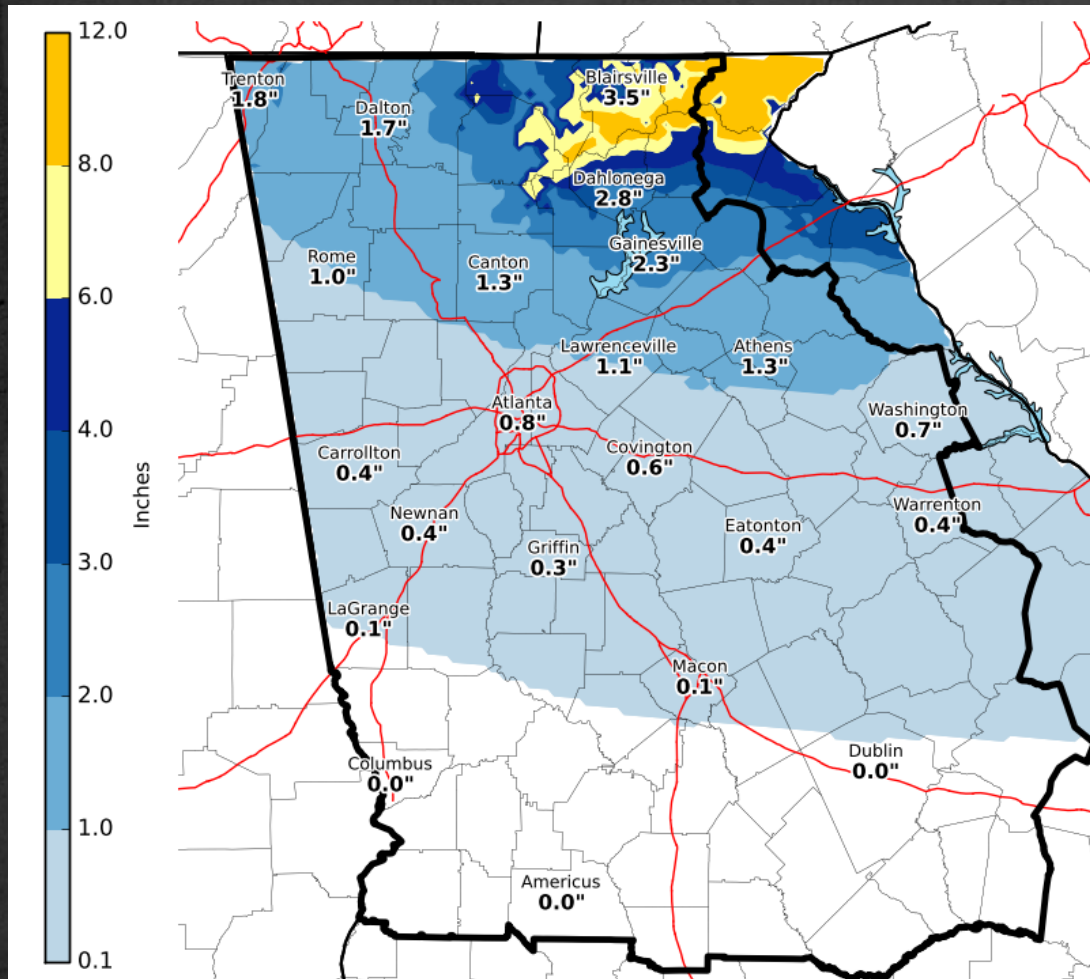 12.0
8.0
6.0
4.0
3.0
2.0
1.0
0.1
Inches
Trenton
1.8"
Dalton
1.7"
Blairsville
3.5"
Dahlonega
2.8"
Gainesville
2.3"
Rome
1.0"
Canton
1.3"
Lawrenceville
1.1"
Athens
1.3"
Atlanta
0.8"
Washington
0.7"
Carrollton
0.4"
Covington
0.6"
Newnan
0.4"
Griffin
0.3"
Eatonton
0.4"
Warrenton
0.4"
LaGrange
0.1"
Macon
0.1"
Columbus
0.0"
Dublin
0.0"
Americus
0.0"